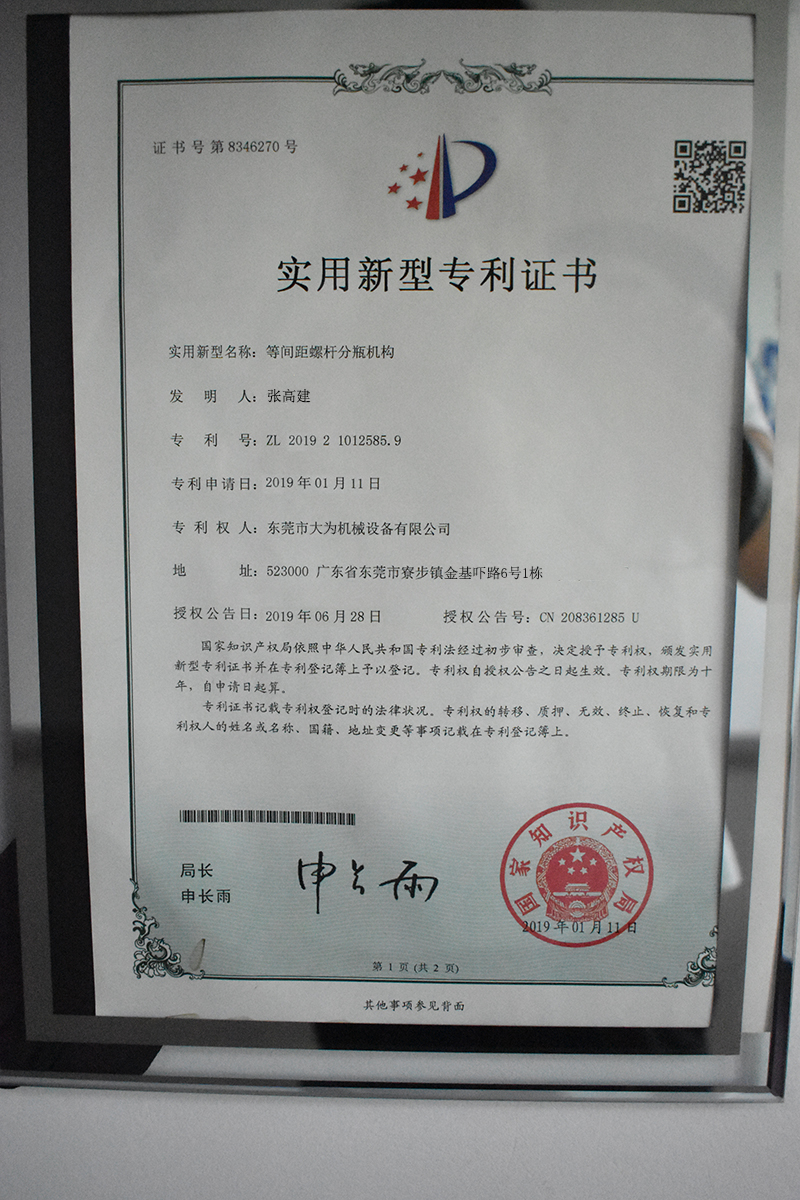 证书号第8346270号
实用新型专利证书
实用新型名称：等间距螺杆分瓶机构
发明人：张高建
专利号：ZL 2019 2 1012585.9
专利申请日：2019年01月11日
专利权人：东莞市大为机械设备有限公司
地址：523000 广东省东莞市寮步镇金基吓路6号1栋
授权公告日：2019年06月28日 授权公告号：CN 208361285 U
国家知识产权局依照中华人民共和国专利法经过初步审查，决定授予专利权，颁发实用
新型专利证书并在专利登记簿上予以登记。专利权自授权公告之日起生效。专利权期限为十
年，自申请日起算。
专利证书记载专利权登记时的法律状况。专利权的转移、质押、无效、终止、恢复和专
利权人的姓名或名称、国籍、地址变更等事项记载在专利登记簿上。
局长
申长雨
申长雨
国家知识产权局
2019年01月11日
第 1 页 (共 2 页)
其他事项参见背面